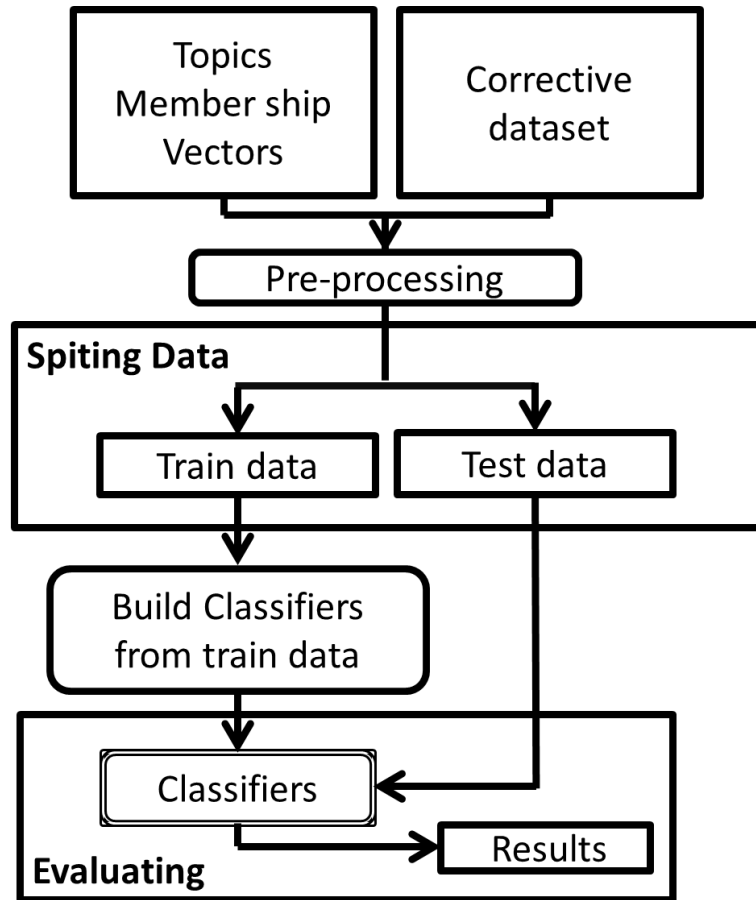 Topics
Member ship
Vectors
Corrective
dataset
Pre-processing
Spiting Data
Train data
Test data
Build Classifiers
from train data
Classifiers
Results
Evaluating